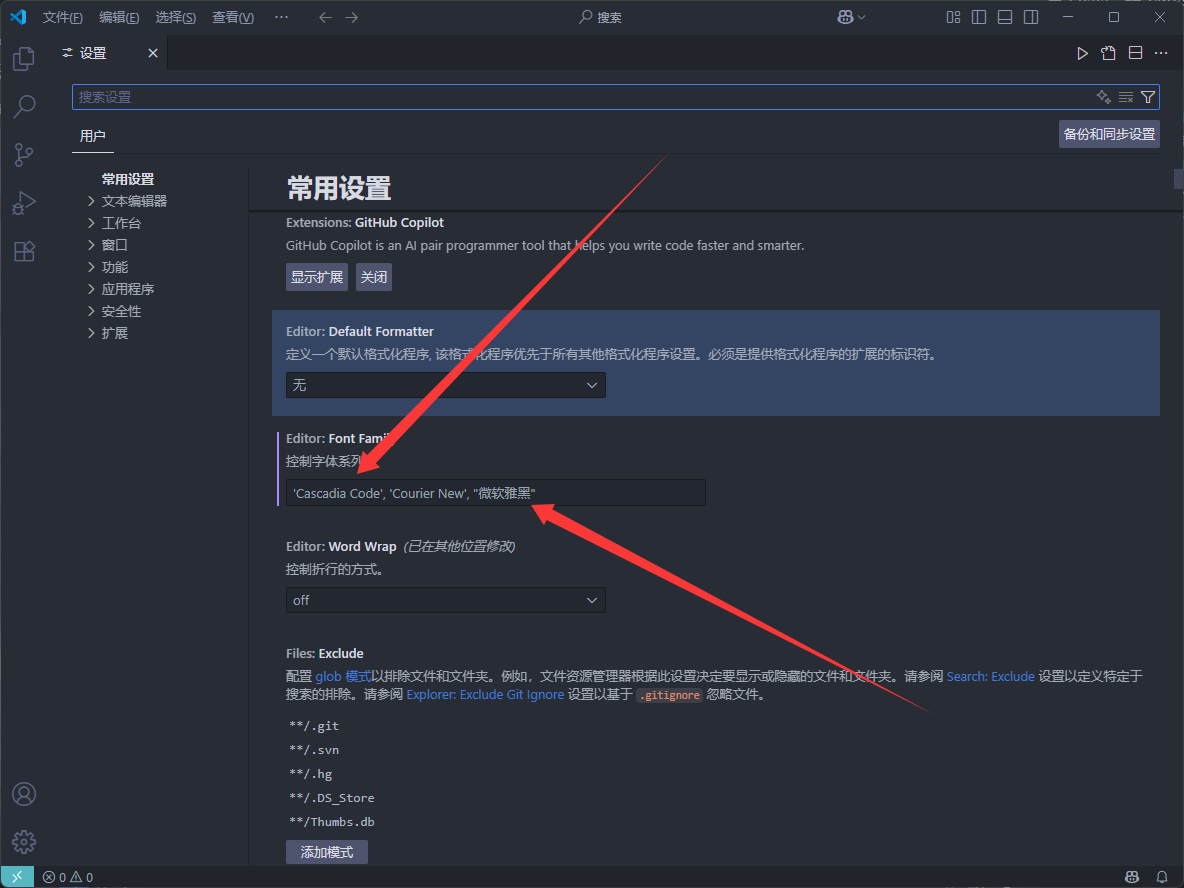 文件(F) 编辑(E) 选择(S) 查看(V) ··· 搜索
设置
搜索设置
用户
备份和同步设置
常用设置
文本编辑器
工作台
窗口
功能
应用程序
安全性
扩展
常用设置
Extensions: GitHub Copilot
GitHub Copilot is an AI pair programmer tool that helps you write code faster and smarter.
显示扩展 关闭
Editor: Default Formatter
定义一个默认格式化程序, 该格式化程序优先于所有其他格式化程序设置。必须是提供格式化程序的扩展的标识符。
无
Editor: Font
控制字体系列
'Cascadia Code', 'Courier New', "微软雅黑"
Editor: Word Wrap (已在其他位置修改)
控制折行的方式。
off
Files: Exclude
配置 glob 模式以排除文件和文件夹。例如，文件资源管理器根据此设置决定要显示或隐藏的文件和文件夹。请参阅 Search: Exclude 设置以定义特定于
搜索的排除。请参阅 Explorer: Exclude Git Ignore 设置以基于 .gitignore 忽略文件。
**/.git
**/.svn
**/.hg
**/.DS_Store
**/Thumbs.db
添加模式
0 0